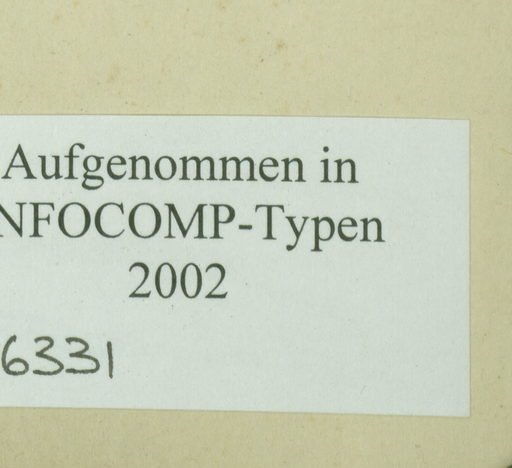 Aufgenommen in
NFOCOMP-Typen
2002
6331